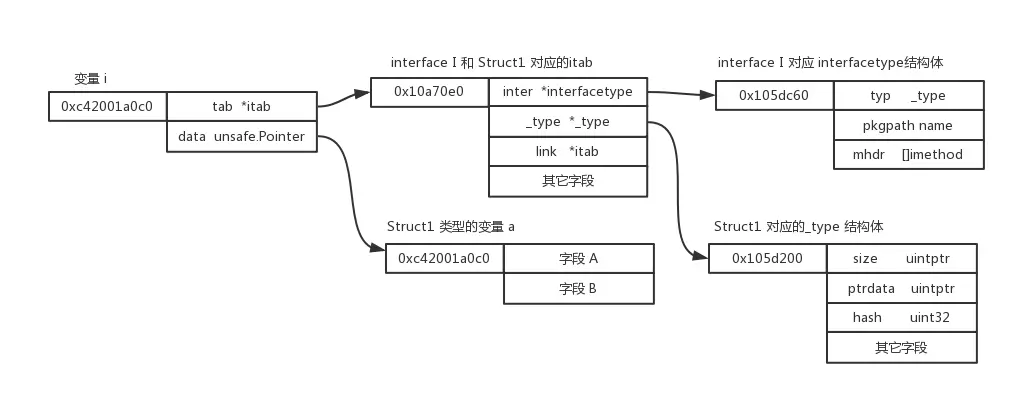 变量 i
0xc42001a0c0
tab *itab
data unsafe.Pointer
interface I 和 Struct1 对应的itab
0x10a70e0
inter *interfacetype
_type *_type
link *itab
其它字段
interface I 对应 interfacetype结构体
0x105dc60
typ _type
pkgpath name
mhdr []imethod
Struct1 类型的变量 a
0xc42001a0c0
字段 A
字段 B
Struct1 对应的_type 结构体
0x105d200
size uintptr
ptrdata uintptr
hash uint32
其它字段